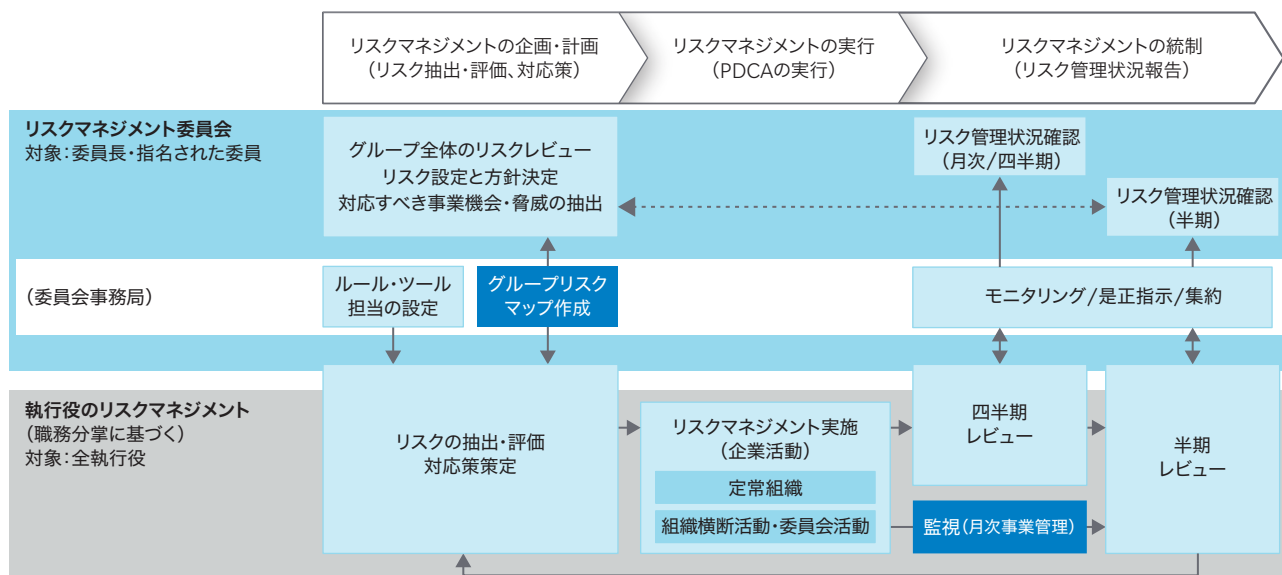 リスクマネジメントの企画・計画
(リスク抽出・評価、対応策)
リスクマネジメントの実行
(PDCAの実行)
リスクマネジメントの統制
(リスク管理状況報告)
リスクマネジメント委員会
対象:委員長・指名された委員
グループ全体のリスクレビュー
リスク設定と方針決定
対応すべき事業機会・脅威の抽出
リスク管理状況確認
(月次/四半期)
リスク管理状況確認
(半期)
(委員会事務局)
ルール・ツール
担当の設定
グループリスク
マップ作成
モニタリング/是正指示/集約
執行役のリスクマネジメント
(職務分掌に基づく)
対象:全執行役
リスクの抽出・評価
対応策策定
リスクマネジメント実施
(企業活動)
定常組織
組織横断活動・委員会活動
四半期
レビュー
監視(月次事業管理)
半期
レビュー